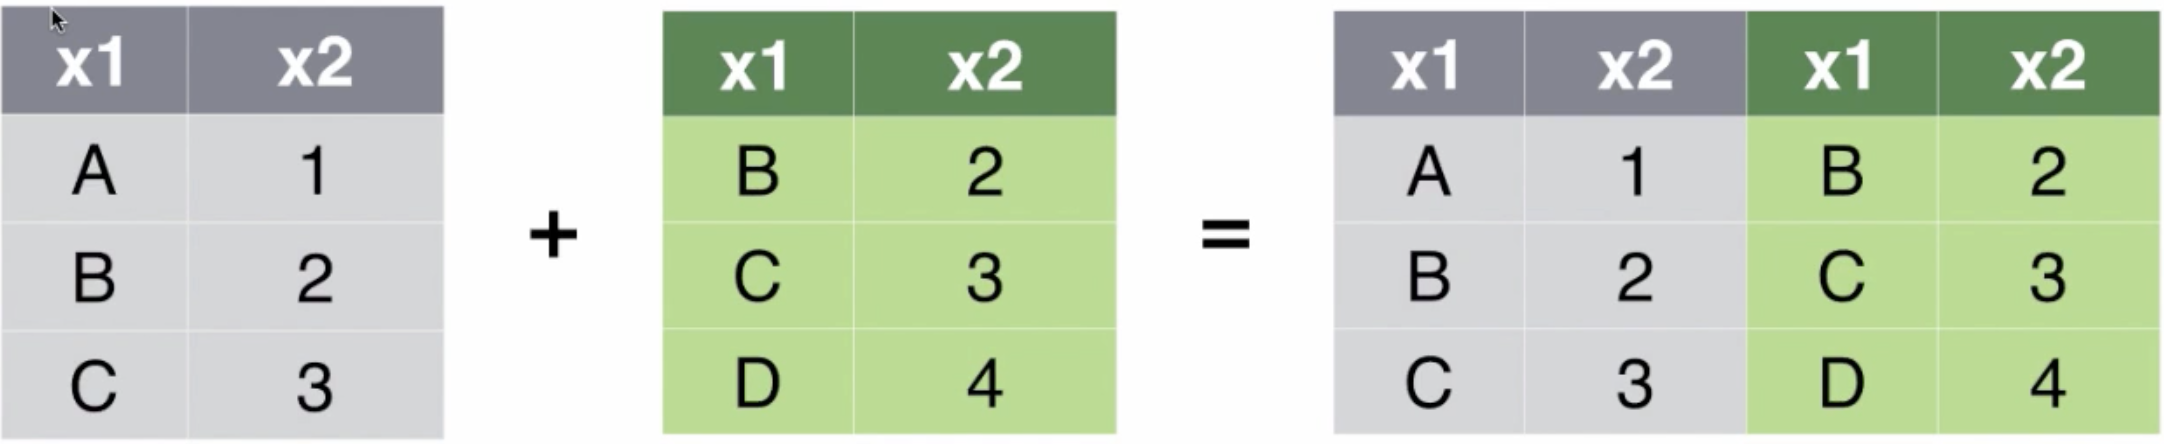 x1 x2 x1 x2 x1 x2 x1 x2
A 1 B 2 A 1 B 2
B 2 + C 3 = B 2 C 3
C 3 D 4 C 3 D 4